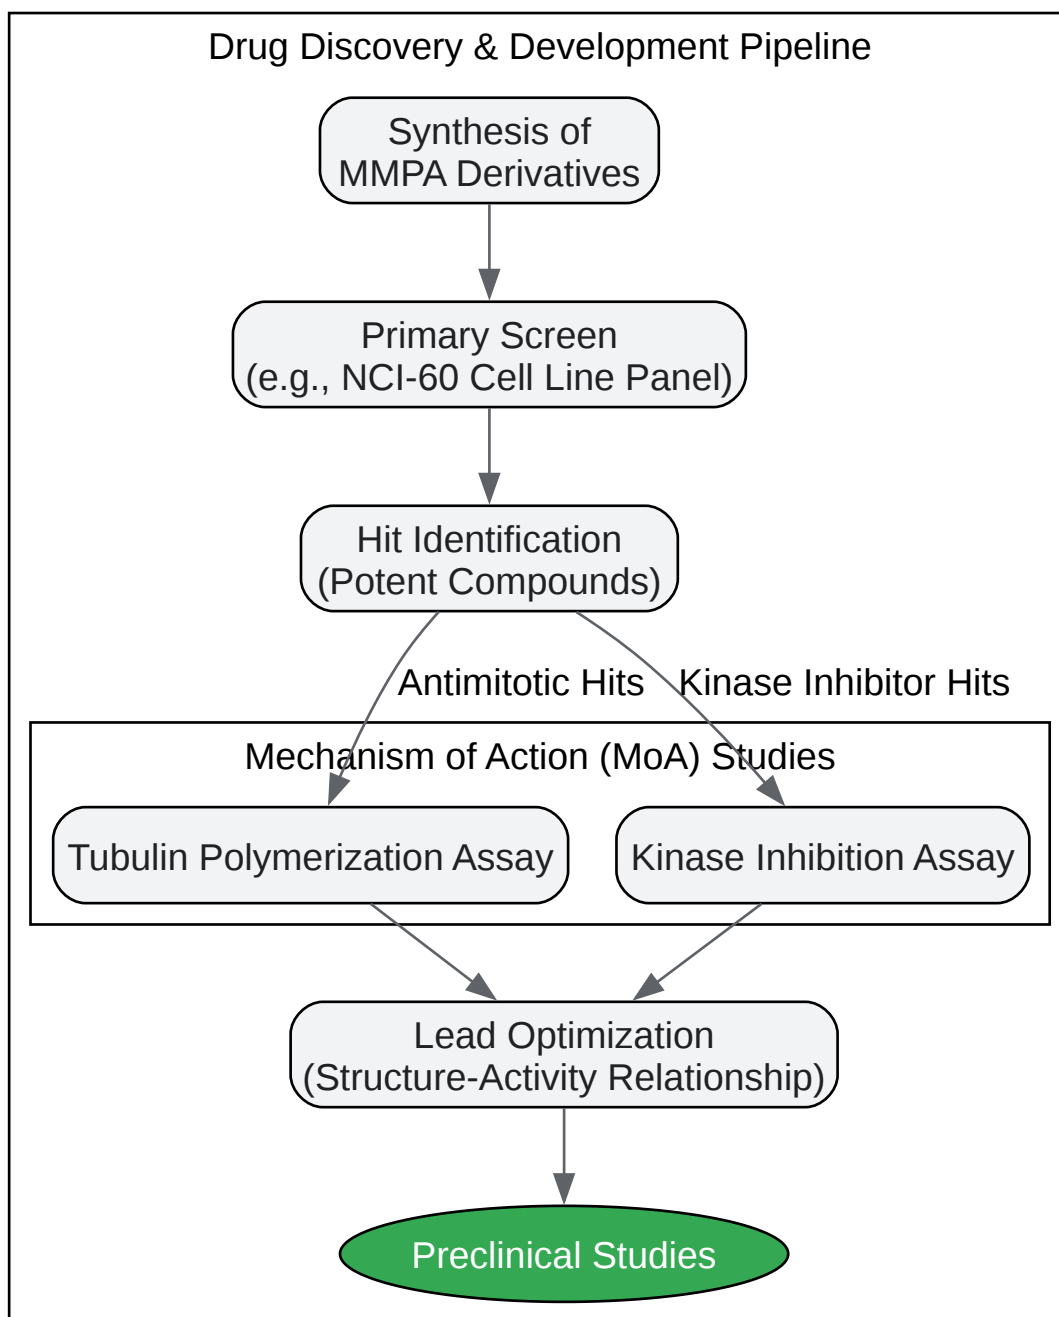 Drug Discovery & Development Pipeline
Synthesis of
MMPA Derivatives
Primary Screen
(e.g., NCI-60 Cell Line Panel)
Hit Identification
(Potent Compounds)
Antimitotic Hits
Kinase Inhibitor Hits
Mechanism of Action (MoA) Studies
Tubulin Polymerization Assay
Kinase Inhibition Assay
Lead Optimization
(Structure-Activity Relationship)
Preclinical Studies